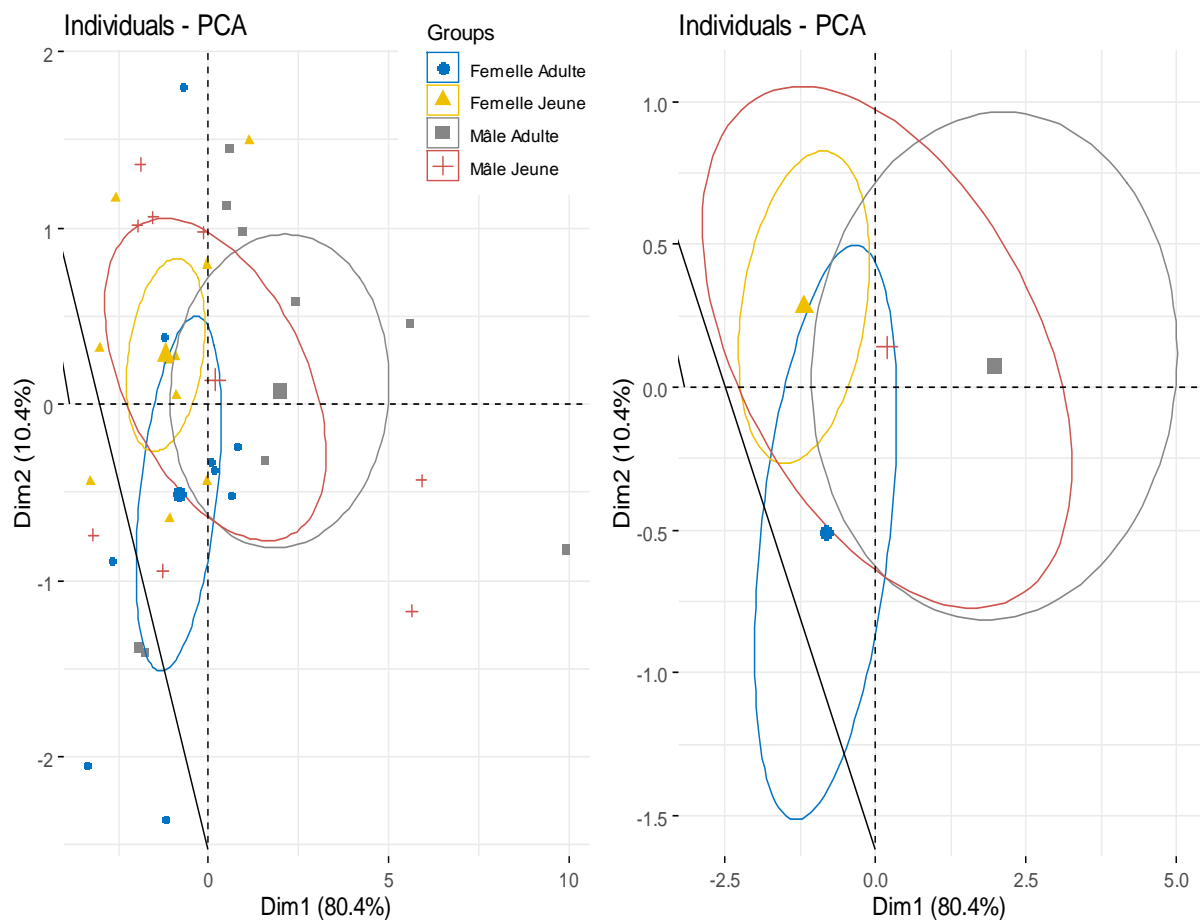 Individuals - PCA
Groups
Femelle Adulte
Femelle Jeune
Mâle Adulte
Mâle Jeune
2
1
0
-1
-2
Dim2 (10.4%)
0
10
Dim1 (80.4%)
Individuals - PCA
1.0
0.5
0.0
-0.5
-1.0
-1.5
Dim2 (10.4%)
-2.5
0.0
2.5
5.0
Dim1 (80.4%)